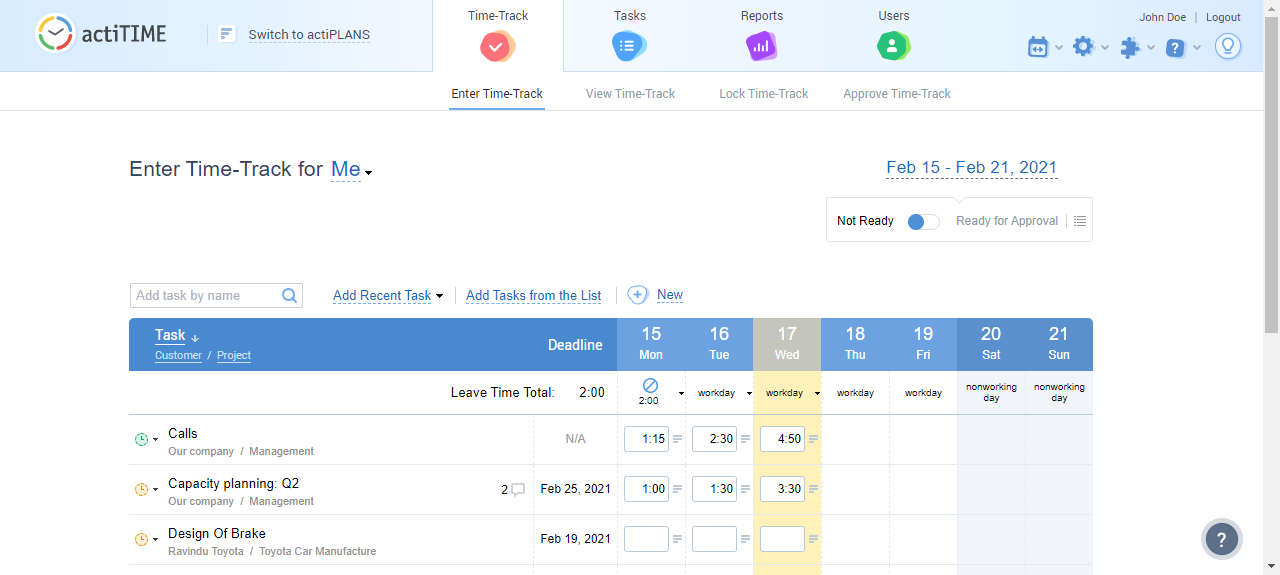 Time-Track
Tasks
Reports
Users
John Doe
Logout
actiTIME
Switch to actiPLANS
Enter Time-Track
View Time-Track
Lock Time-Track
Approve Time-Track
Enter Time-Track for Me
Feb 15 - Feb 21, 2021
Not Ready
Ready for Approval
Add task by name
Add Recent Task
Add Tasks from the List
New
Task
Customer / Project
Deadline
15
Mon
16
Tue
17
Wed
18
Thu
19
Fri
20
Sat
21
Sun
Leave Time Total: 2:00
2:00
workday
workday
workday
workday
nonworking
day
nonworking
day
Calls
Our company / Management
N/A
1:15
2:30
4:50
Capacity planning: Q2
Our company / Management
2
Feb 25, 2021
1:00
1:30
3:30
Design Of Brake
Ravindu Toyota / Toyota Car Manufacture
Feb 19, 2021
?
?